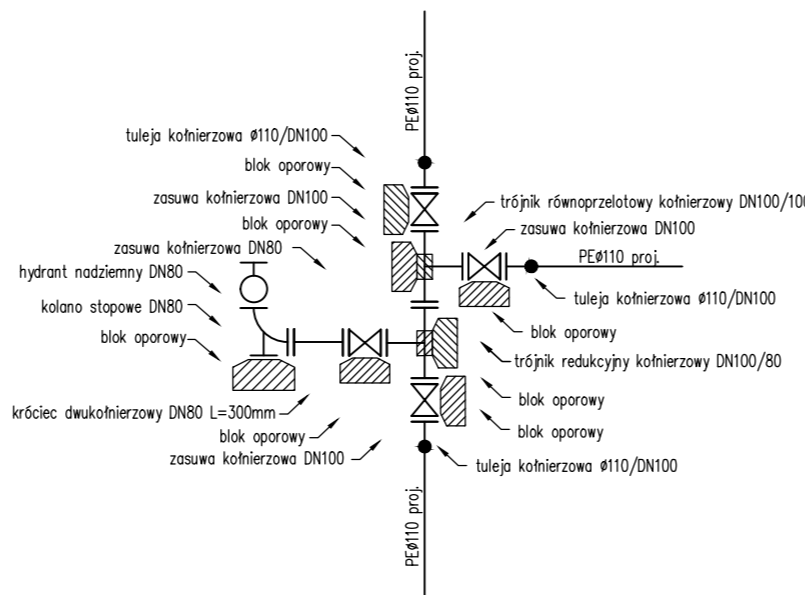 PEØ110 proj.
tuleja kołnierzowa Ø110/DN100
blok oporowy
zasuwa kołnierzowa DN100
blok oporowy
zasuwa kołnierzowa DN80
hydrant nadziemny DN80
kolano stopowe DN80
blok oporowy
króciec dwukołnierzowy DN80 L=300mm
blok oporowy
zasuwa kołnierzowa DN100
trójnik równoprzelotowy kołnierzowy DN100/100
zasuwa kołnierzowa DN100
PEØ110 proj.
tuleja kołnierzowa Ø110/DN100
blok oporowy
trójnik redukcyjny kołnierzowy DN100/80
blok oporowy
blok oporowy
tuleja kołnierzowa Ø110/DN100
PEØ110 proj.